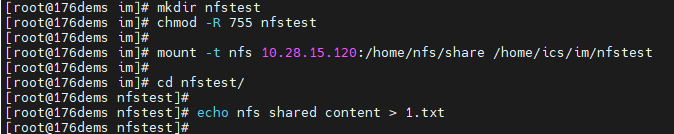 [root@176dems im]# mkdir nfstest
[root@176dems im]# chmod -R 755 nfstest
[root@176dems im]#
[root@176dems im]# mount -t nfs 10.28.15.120:/home/nfs/share /home/ics/im/nfstest
[root@176dems im]#
[root@176dems im]# cd nfstest/
[root@176dems nfstest]#
[root@176dems nfstest]# echo nfs shared content > 1.txt
[root@176dems nfstest]#